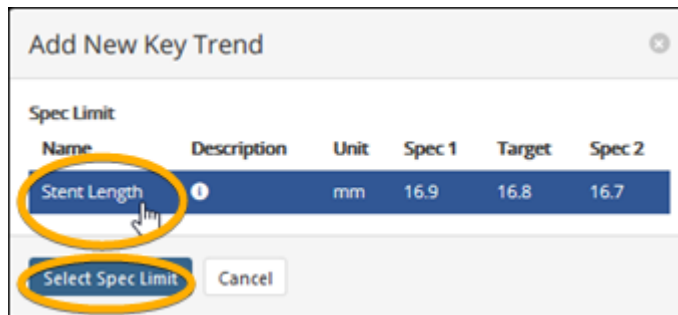 Add New Key Trend
Spec Limit
Name Description Unit Spec 1 Target Spec 2
Stent Length mm 16.9 16.8 16.7
Select Spec Limit Cancel